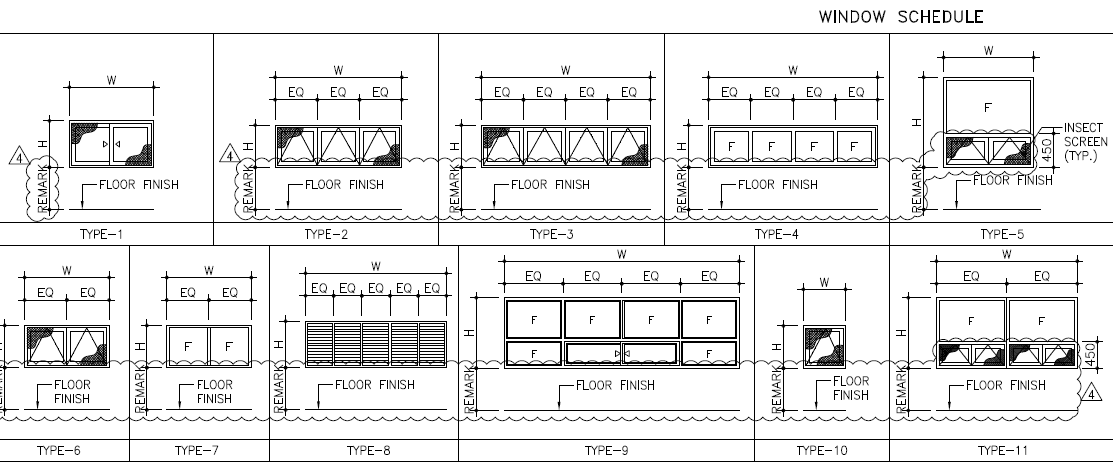 WINDOW SCHEDULE
W
H
4
REMARK
FLOOR FINISH
TYPE-1
W
EQ EQ EQ
H
4
REMARK
FLOOR FINISH
TYPE-2
W
EQ EQ EQ EQ
H
REMARK
FLOOR FINISH
TYPE-3
W
EQ EQ EQ EQ
H
F F F F
REMARK
FLOOR FINISH
TYPE-4
W
H
F
450
INSECT
SCREEN
(TYP.)
REMARK
FLOOR FINISH
TYPE-5
W
EQ EQ
H
REMARK
FLOOR
FINISH
TYPE-6
W
EQ EQ
H
F F
REMARK
FLOOR
FINISH
TYPE-7
W
EQ EQ EQ EQ EQ
H
REMARK
FLOOR FINISH
TYPE-8
W
EQ EQ EQ EQ
H
F F F F
F F
REMARK
FLOOR FINISH
TYPE-9
W
H
REMARK
FLOOR
FINISH
TYPE-10
W
EQ EQ
H
F F
450
REMARK
FLOOR FINISH
4
TYPE-11